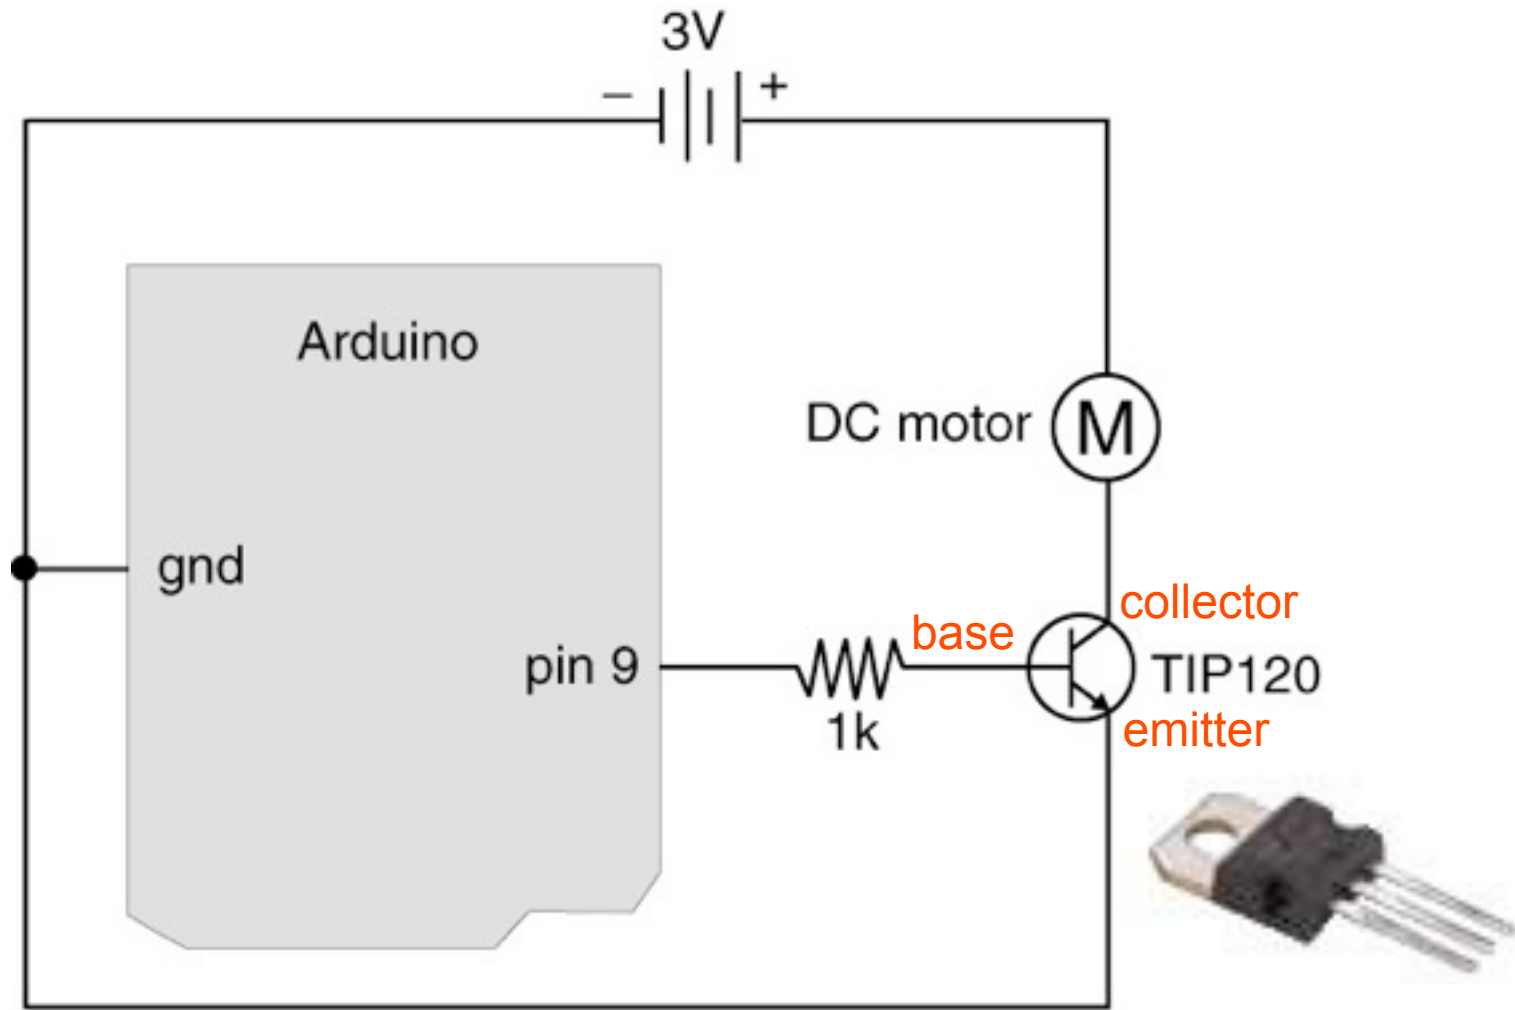 3V
– +
Arduino
DC motor M
gnd
collector
base
pin 9
TIP120
1k
emitter